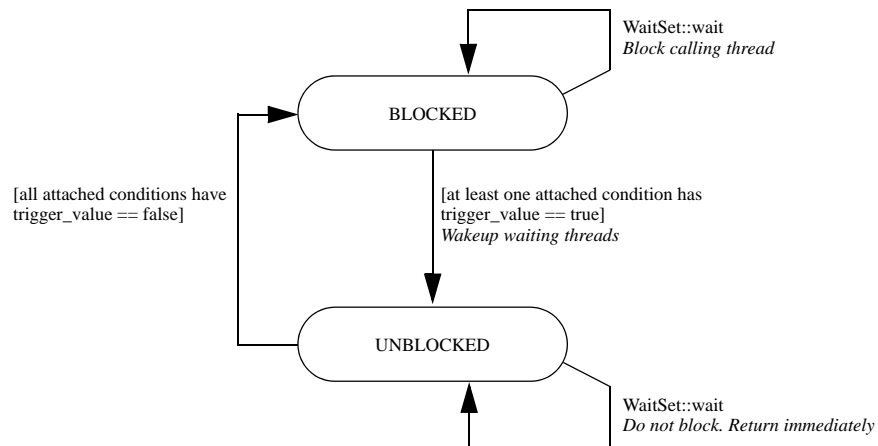 WaitSet::wait
Block calling thread
BLOCKED
[all attached conditions have
trigger_value == false]
[at least one attached condition has
trigger_value == true]
Wakeup waiting threads
UNBLOCKED
WaitSet::wait
Do not block. Return immediately